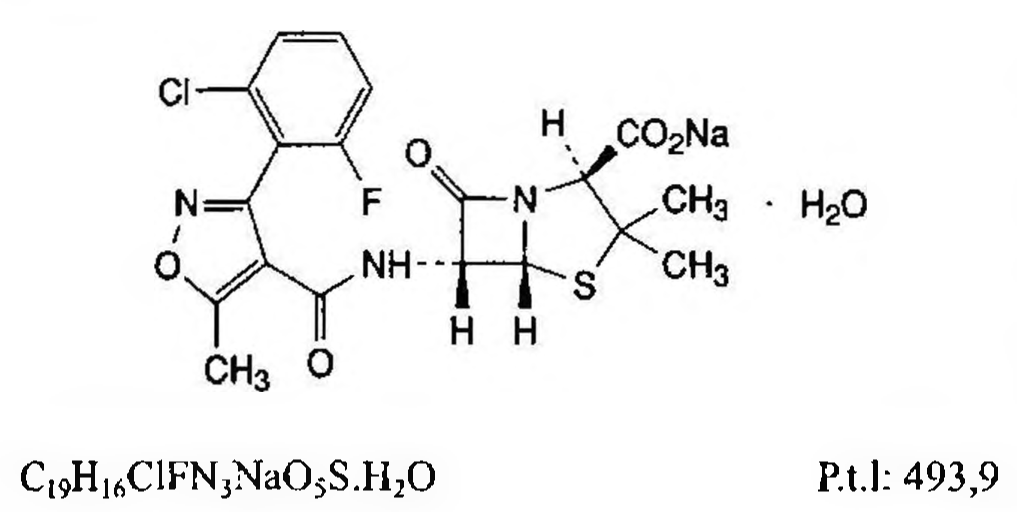 Cl
F
N
O
CH₃
O
NH
O
N
H
CO₂Na
CH₃
CH₃
S
H
H
· H₂O
C₁₉H₁₆ClFN₃NaO₅S.H₂O
P.t.l: 493,9